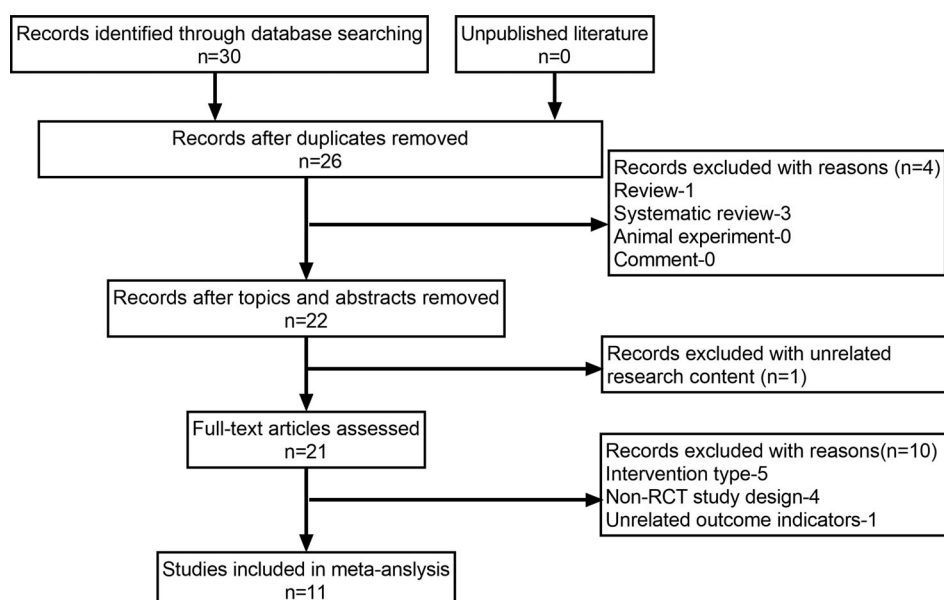 Records identified through database searching
n=30
Unpublished literature
n=0
Records after duplicates removed
n=26
Records excluded with reasons (n=4)
Review-1
Systematic review-3
Animal experiment-0
Comment-0
Records after topics and abstracts removed
n=22
Records excluded with unrelated
research content (n=1)
Full-text articles assessed
n=21
Records excluded with reasons(n=10)
Intervention type-5
Non-RCT study design-4
Unrelated outcome indicators-1
Studies included in meta-anslysis
n=11